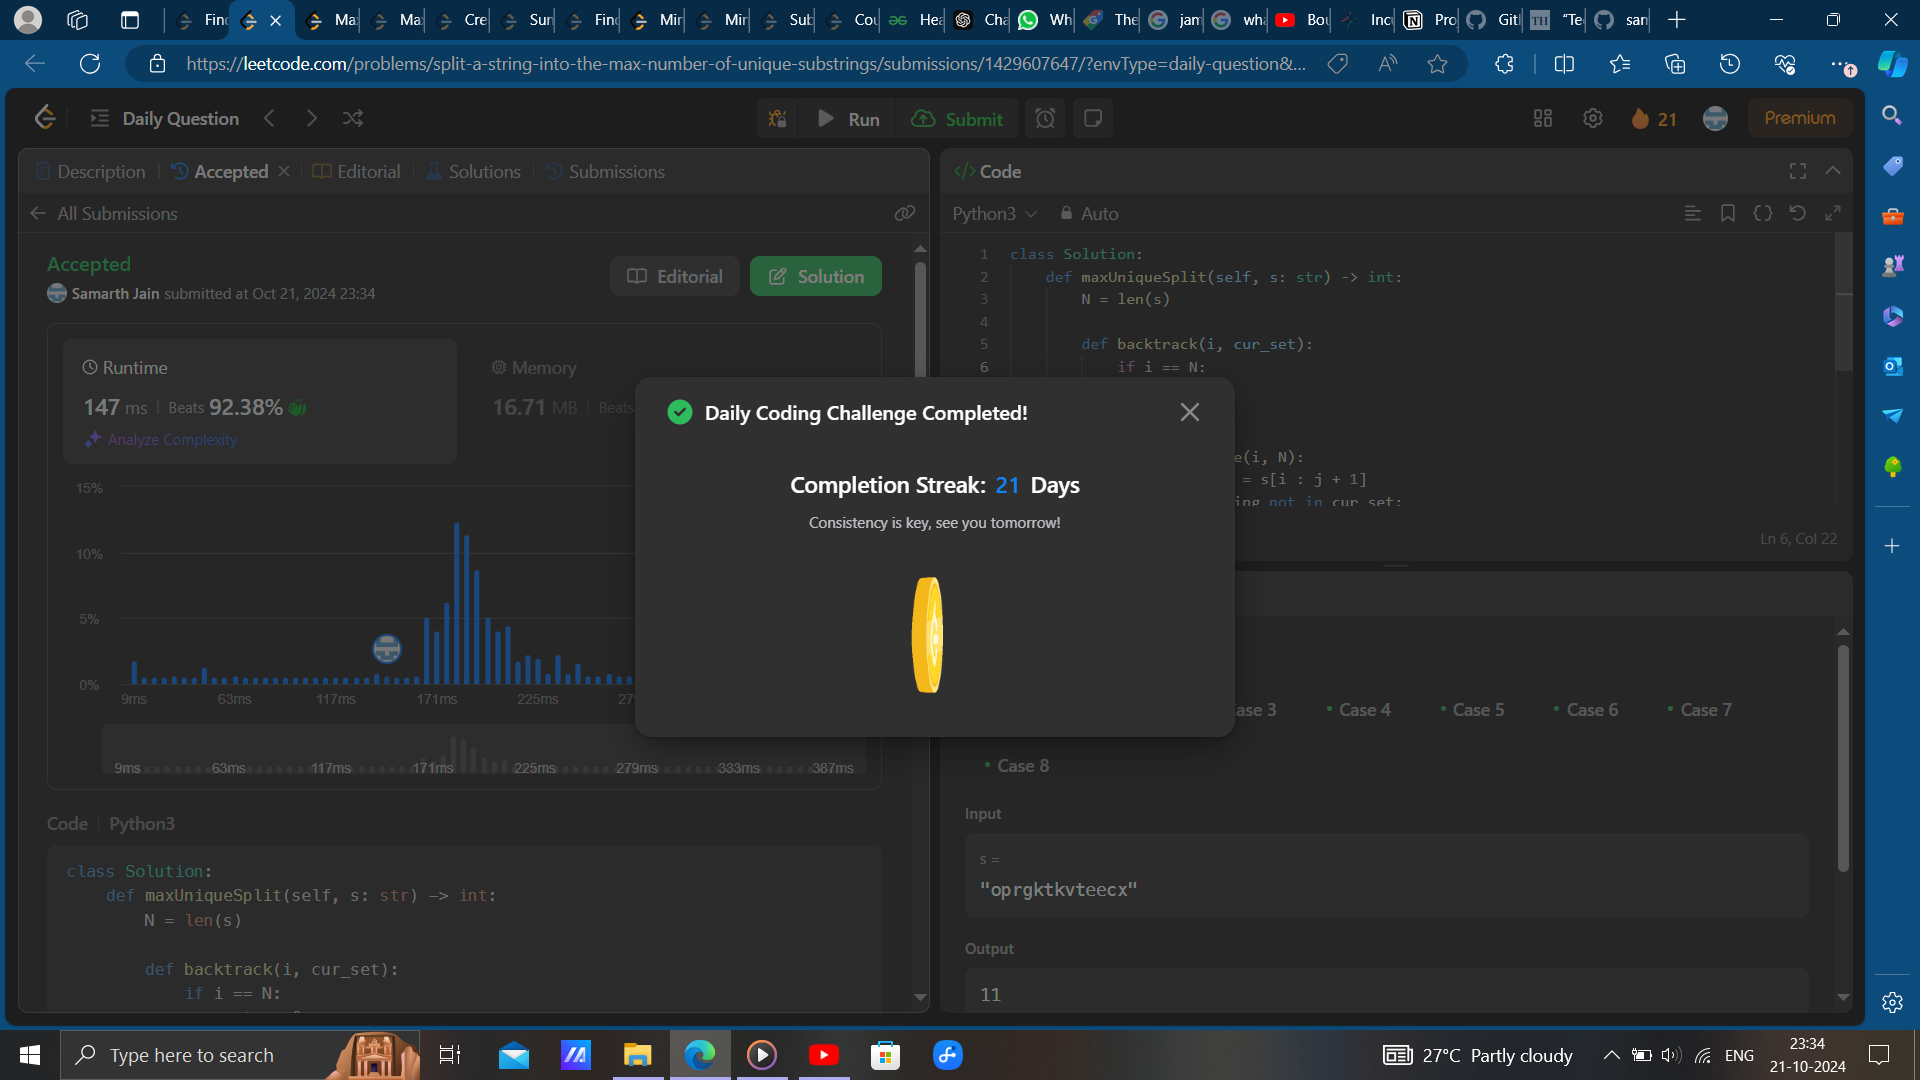 Find
Ma
Ma
Cre
Sur
Find
Mir
Mir
Sub
Cou
Hea
Cha
Wh
The
jam
wha
Bou
Incu
Pro
Git
"Te
sam
https://leetcode.com/problems/split-a-string-into-the-max-number-of-unique-substrings/submissions/1429607647/?envType=daily-question&...
Daily Question
Run
Submit
21
Premium
Description
Accepted
Editorial
Solutions
Submissions
</> Code
All Submissions
Python3
Auto
Accepted
Samarth Jain submitted at Oct 21, 2024 23:34
Editorial
Solution
1 class Solution:
2 def maxUniqueSplit(self, s: str) -> int:
3 N = len(s)
4
5 def backtrack(i, cur_set):
6 if i == N:
Runtime
147 ms | Beats 92.38%
Analyze Complexity
Memory
16.71 MB | Beats
Daily Coding Challenge Completed!
Completion Streak: 21 Days
Consistency is key, see you tomorrow!
e(i, N):
= s[i : j + 1]
ing not in cur_set:
Ln 6, Col 22
15%
10%
5%
0%
9ms 63ms 117ms 171ms 225ms 27
9ms 63ms 117ms 171ms 225ms 279ms 333ms 387ms
ase 3
Case 4
Case 5
Case 6
Case 7
Case 8
Input
s =
"oprgktkvteecx"
Output
11
Code | Python3
class Solution:
def maxUniqueSplit(self, s: str) -> int:
N = len(s)
def backtrack(i, cur_set):
if i == N:
Type here to search
27°C Partly cloudy
ENG
23:34
21-10-2024